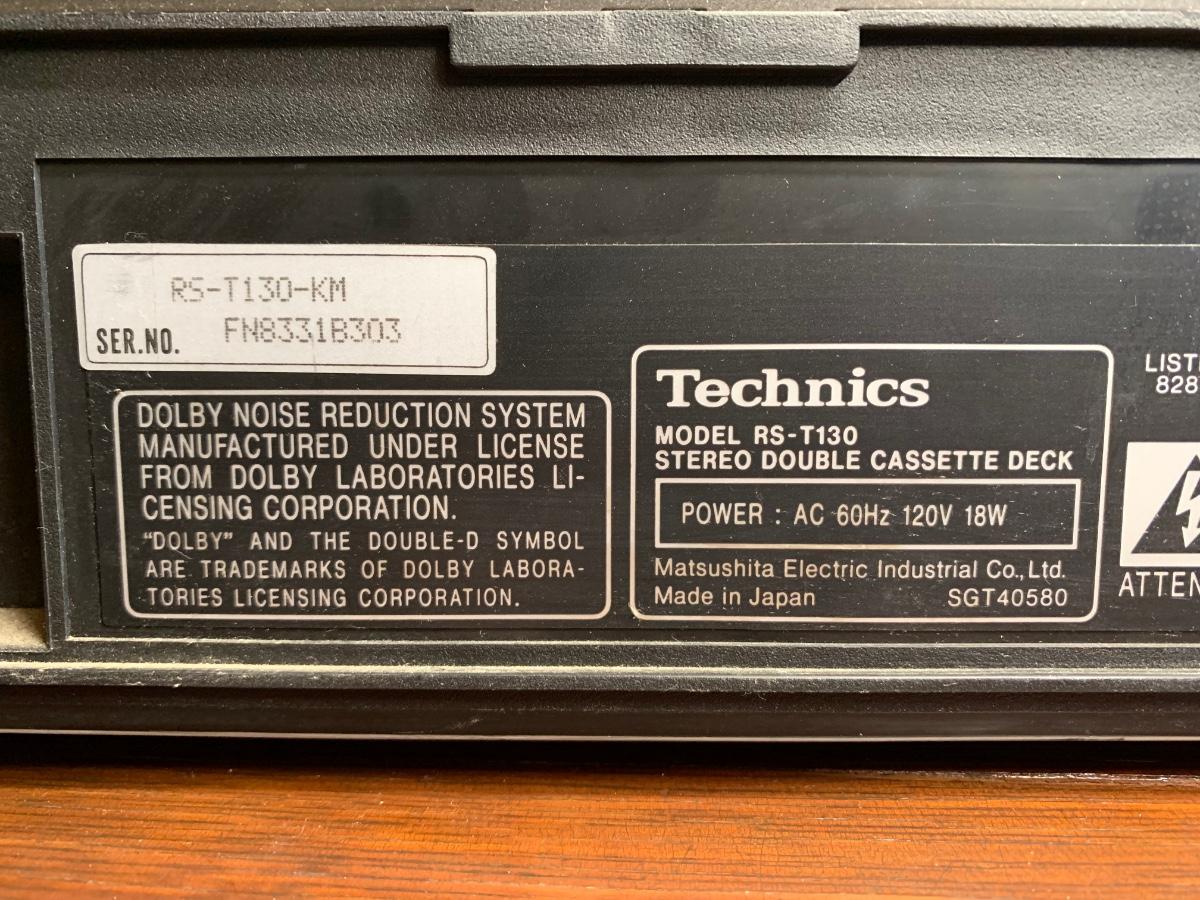 RS-T130-KM
SER.NO. FN8331B303
DOLBY NOISE REDUCTION SYSTEM
MANUFACTURED UNDER LICENSE
FROM DOLBY LABORATORIES LI-
CENSING CORPORATION.
"DOLBY" AND THE DOUBLE-D SYMBOL
ARE TRADEMARKS OF DOLBY LABORA-
TORIES LICENSING CORPORATION.
Technics
MODEL RS-T130
STEREO DOUBLE CASSETTE DECK
POWER : AC 60Hz 120V 18W
Matsushita Electric Industrial Co., Ltd.
Made in Japan SGT40580